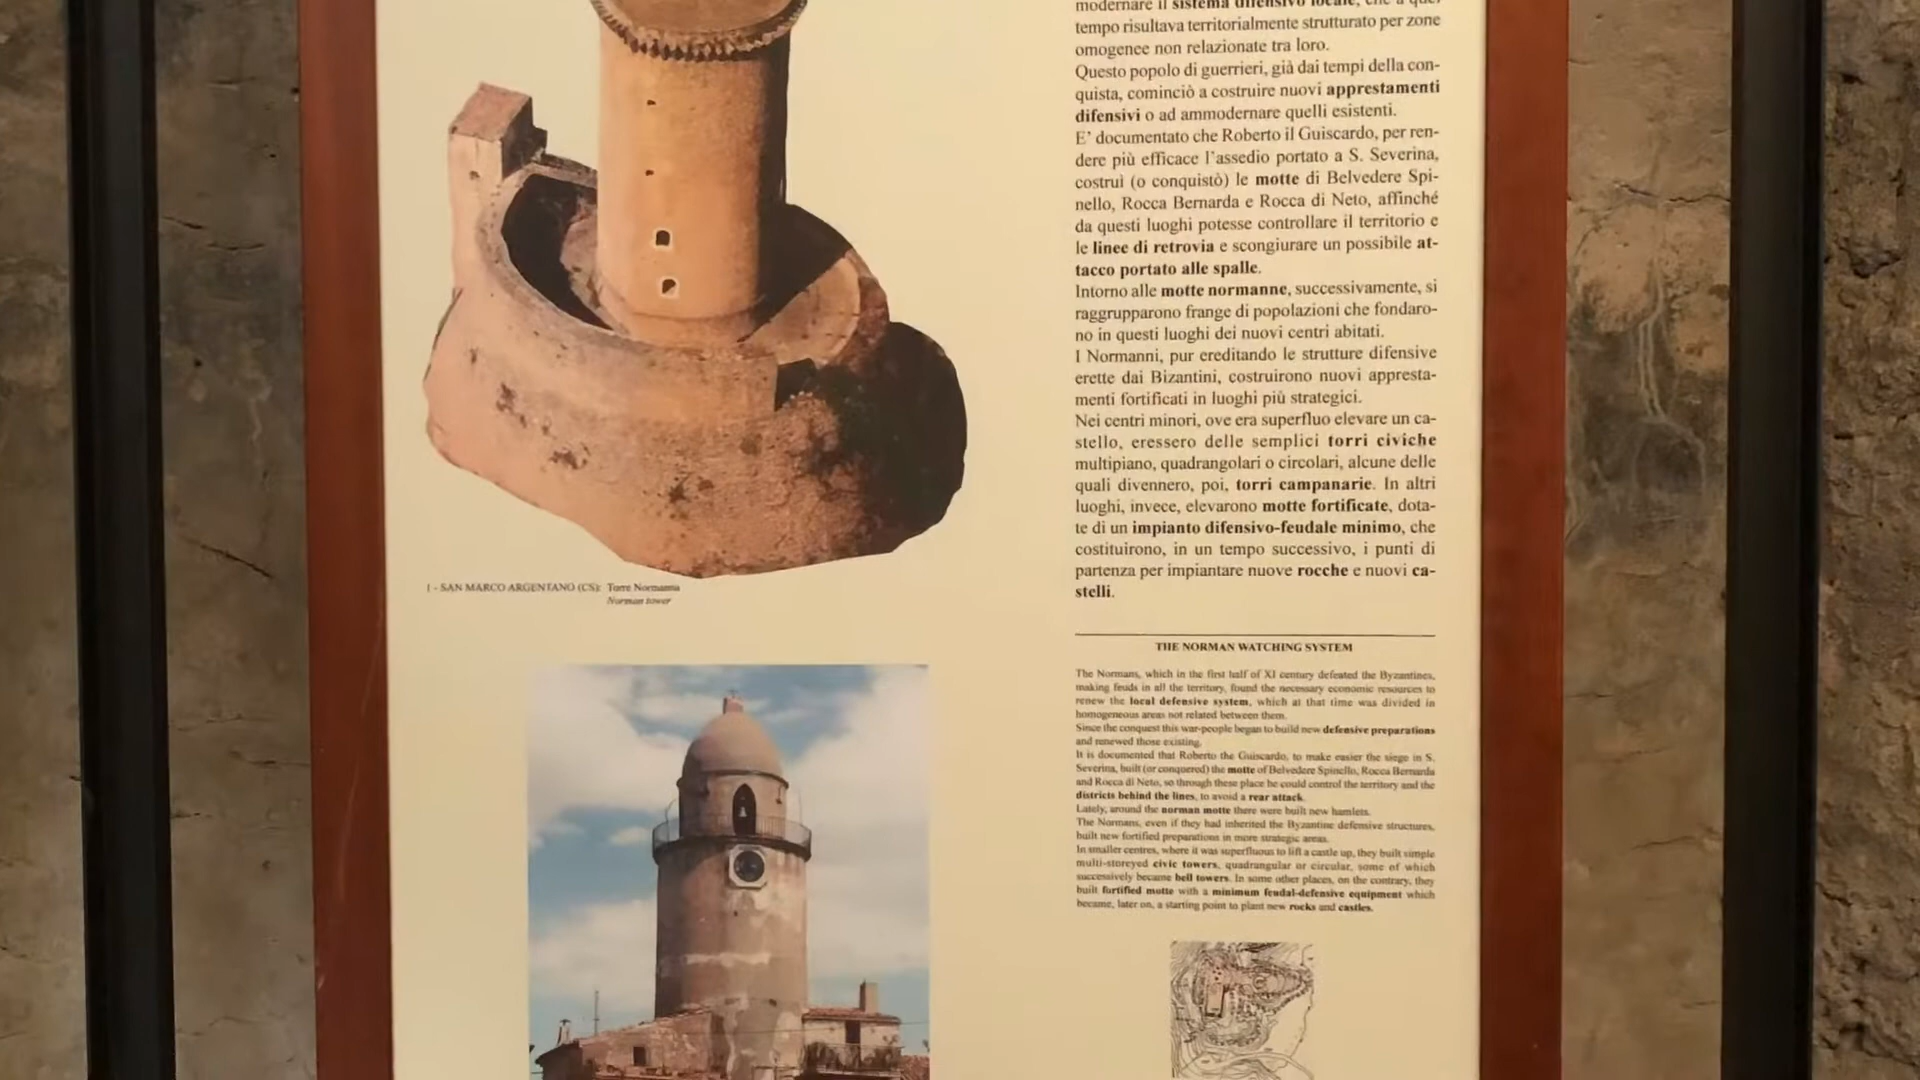 modernare il sistema difensivo locale, che a quel
tempo risultava territorialmente strutturato per zone
omogenee non relazionate tra loro.
Questo popolo di guerrieri, già dai tempi della con-
quista, cominciò a costruire nuovi apprestamenti
difensivi o ad ammodernare quelli esistenti.
E' documentato che Roberto il Guiscardo, per ren-
dere più efficace l'assedio portato a S. Severina,
costruì (o conquistò) le motte di Belvedere Spi-
nello, Rocca Bernarda e Rocca di Neto, affinché
da questi luoghi potesse controllare il territorio e
le linee di retrovia e scongiurare un possibile at-
tacco portato alle spalle.
Intorno alle motte normanne, successivamente, si
raggrupparono frange di popolazioni che fondaro-
no in questi luoghi dei nuovi centri abitati.
I Normanni, pur ereditando le strutture difensive
erette dai Bizantini, costruirono nuovi appresta-
menti fortificati in luoghi più strategici.
Nei centri minori, ove era superfluo elevare un ca-
stello, eressero delle semplici torri civiche
multipiano, quadrangolari o circolari, alcune delle
quali divennero, poi, torri campanarie. In altri
luoghi, invece, elevarono motte fortificate, dota-
te di un impianto difensivo-feudale minimo, che
costituirono, in un tempo successivo, i punti di
partenza per impiantare nuove rocche e nuovi ca-
stelli.
1 - SAN MARCO ARGENTANO (CS): Torre Normanna
Norman tower
THE NORMAN WATCHING SYSTEM
The Normans, which in the first half of XI century defeated the Byzantines,
making feuds in all the territory, found the necessary economic resources to
renew the local defensive system, which at that time was divided in
homogeneous areas not related between them.
Since the conquest this war-people began to build new defensive preparations
and renewed those existing.
It is documented that Roberto the Guiscardo, to make easier the siege in S.
Severina, built (or conquered) the motte of Belvedere Spinello, Rocca Bernarda
and Rocca di Neto, so through these place he could control the territory and the
districts behind the lines, to avoid a rear attack.
Lately, around the norman motte there were built new hamlets.
The Normans, even if they had inherited the Byzantine defensive structures,
built new fortified preparations in more strategic areas.
In smaller centres, where it was superfluous to lift a castle up, they built simple
multi-storeyed civic towers, quadrangular or circular, some of which
successively became bell towers. In some other places, on the contrary, they
built fortified motte with a minimum feudal-defensive equipment which
became, later on, a starting point to plant new rocks and castles.